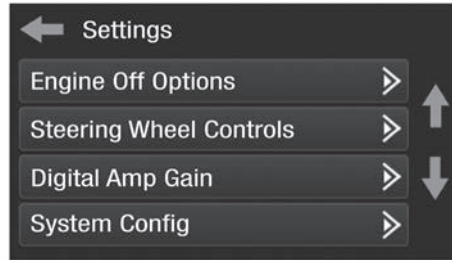 Settings
Engine Off Options
Steering Wheel Controls
Digital Amp Gain
System Config